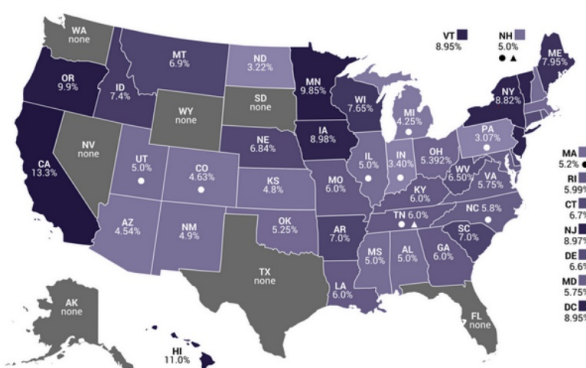 WA
none
OR
9.9%
CA
13.3%
NV
none
ID
7.4%
MT
6.9%
WY
none
UT
5.0%
AZ
4.54%
ND
3.22%
SD
none
NE
6.84%
CO
4.63%
KS
4.8%
NM
4.9%
OK
5.25%
TX
none
MN
9.85%
IA
8.98%
MO
6.0%
AR
7.0%
LA
6.0%
WI
7.65%
IL
5.0%
MI
4.25%
IN
3.40%
OH
5.392%
KY
6.0%
TN 6.0%
MS
5.0%
AL
5.0%
GA
6.0%
FL
none
SC
7.0%
NC 5.8%
VA
5.75%
WV
6.50%
PA
3.07%
NY
8.82%
VT
8.95%
NH
5.0%
ME
7.95%
MA
5.2%
RI
5.99%
CT
6.7%
NJ
8.97%
DE
6.6%
MD
5.75%
DC
8.95%
AK
none
HI
11.0%